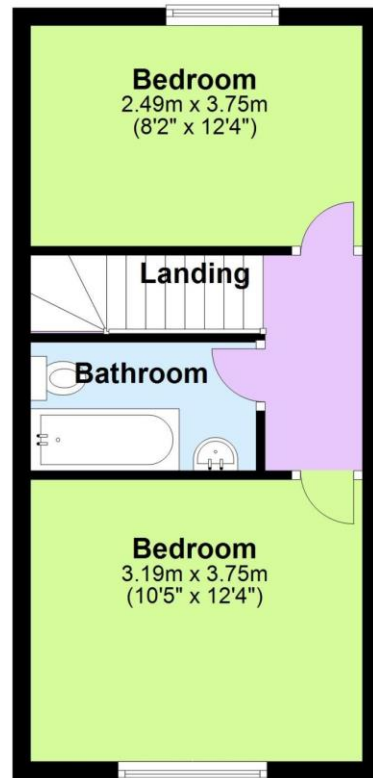 Bedroom
2.49m x 3.75m
(8'2" x 12'4")
Landing
Bathroom
Bedroom
3.19m x 3.75m
(10'5" x 12'4")